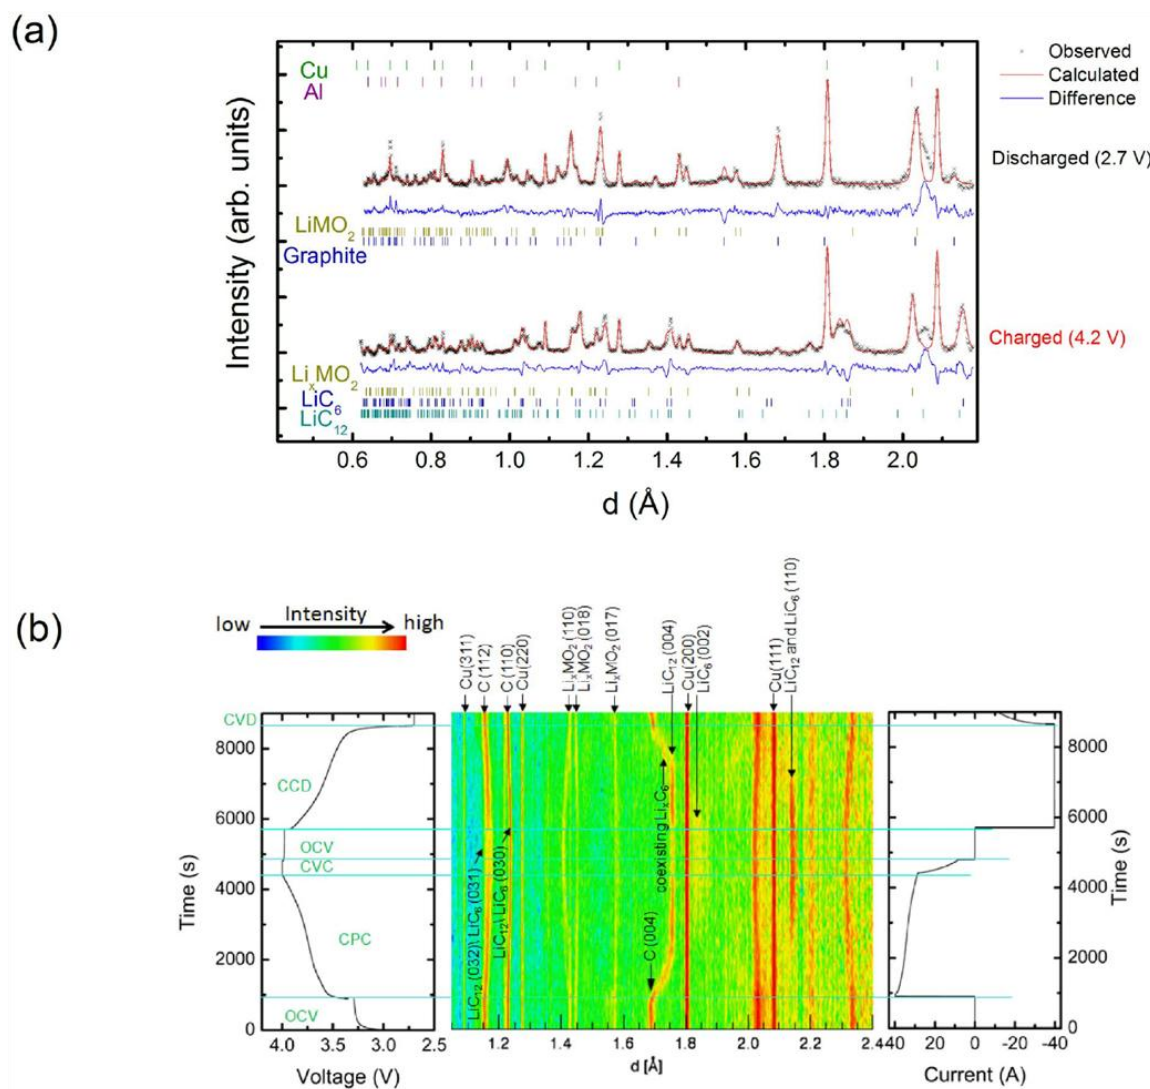 (a)
Cu
Al
Observed
Calculated
Difference
Discharged (2.7 V)
LiMO2
Graphite
Charged (4.2 V)
LixMO2
LiC6
LiC12
Intensity (arb. units)
0.6 0.8 1.0 1.2 1.4 1.6 1.8 2.0
d (Å)
(b)
Intensity
low high
Cu(311)
C (112)
C (110)
Cu(220)
LixMO2 (110)
LixMO2 (018)
LixMO2 (017)
LiC12 (004)
Cu(200)
LiC6 (002)
Cu(111)
LiC12 and LiC6 (110)
CVD
CCD
OCV
CVC
CPC
OCV
8000
6000
4000
2000
0
Time (s)
4.0 3.5 3.0 2.5
Voltage (V)
LiC12 (032)\ LiC6 (031)
LiC12\ LiC6 (030)
coexisting LixC6
C (004)
1.2 1.4 1.6 1.8 2.0 2.2 2.4
d [Å]
8000
6000
4000
2000
0
Time (s)
40 20 0 -20 -40
Current (A)